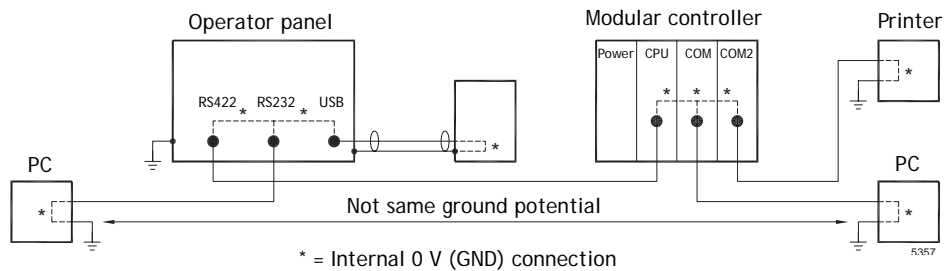 Operator panel
Modular controller
Printer
Power CPU COM COM2
* * *
*
RS422 * RS232 * USB
*
PC
PC
*
*
Not same ground potential
* = Internal 0 V (GND) connection
5357